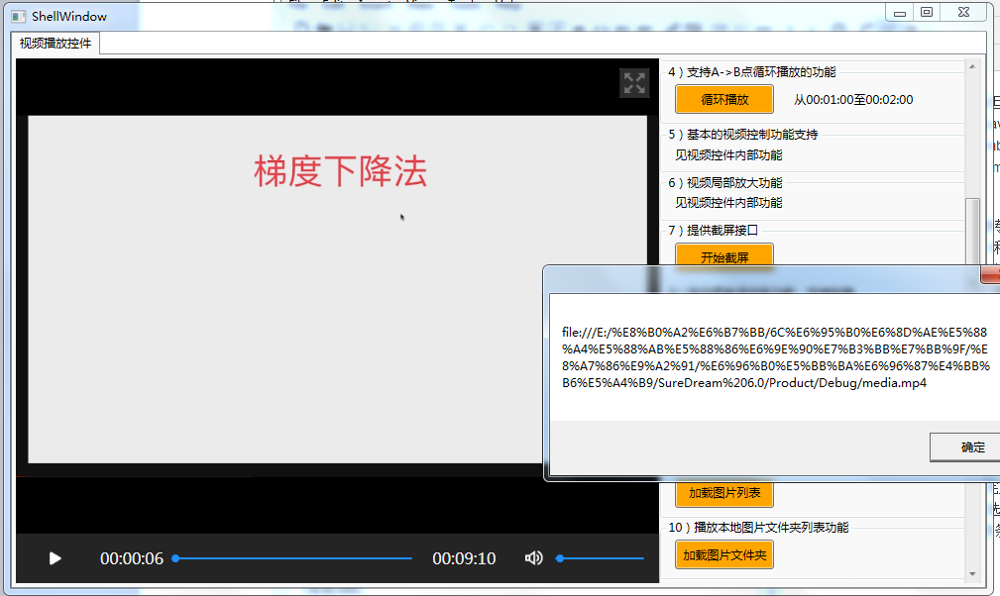 ShellWindow
视频播放控件
4）支持A->B点循环播放的功能
循环播放
从00:01:00至00:02:00
5）基本的视频控制功能支持
见视频控件内部功能
6）视频局部放大功能
见视频控件内部功能
7）提供截屏接口
开始截屏
梯度下降法
file:///E:/%E8%B0%A2%E6%B7%BB/6C%E6%95%B0%E6%8D%AE%E5%88
%A4%E5%88%AB%E5%88%86%E6%9E%90%E7%B3%BB%E7%BB%9F/%E
8%A7%86%E9%A2%91/%E6%96%B0%E5%BB%BA%E6%96%87%E4%BB%
B6%E5%A4%B9/SureDream%206.0/Product/Debug/media.mp4
确定
加载图片列表
10）播放本地图片文件夹列表功能
加载图片文件夹
00:00:06
00:09:10